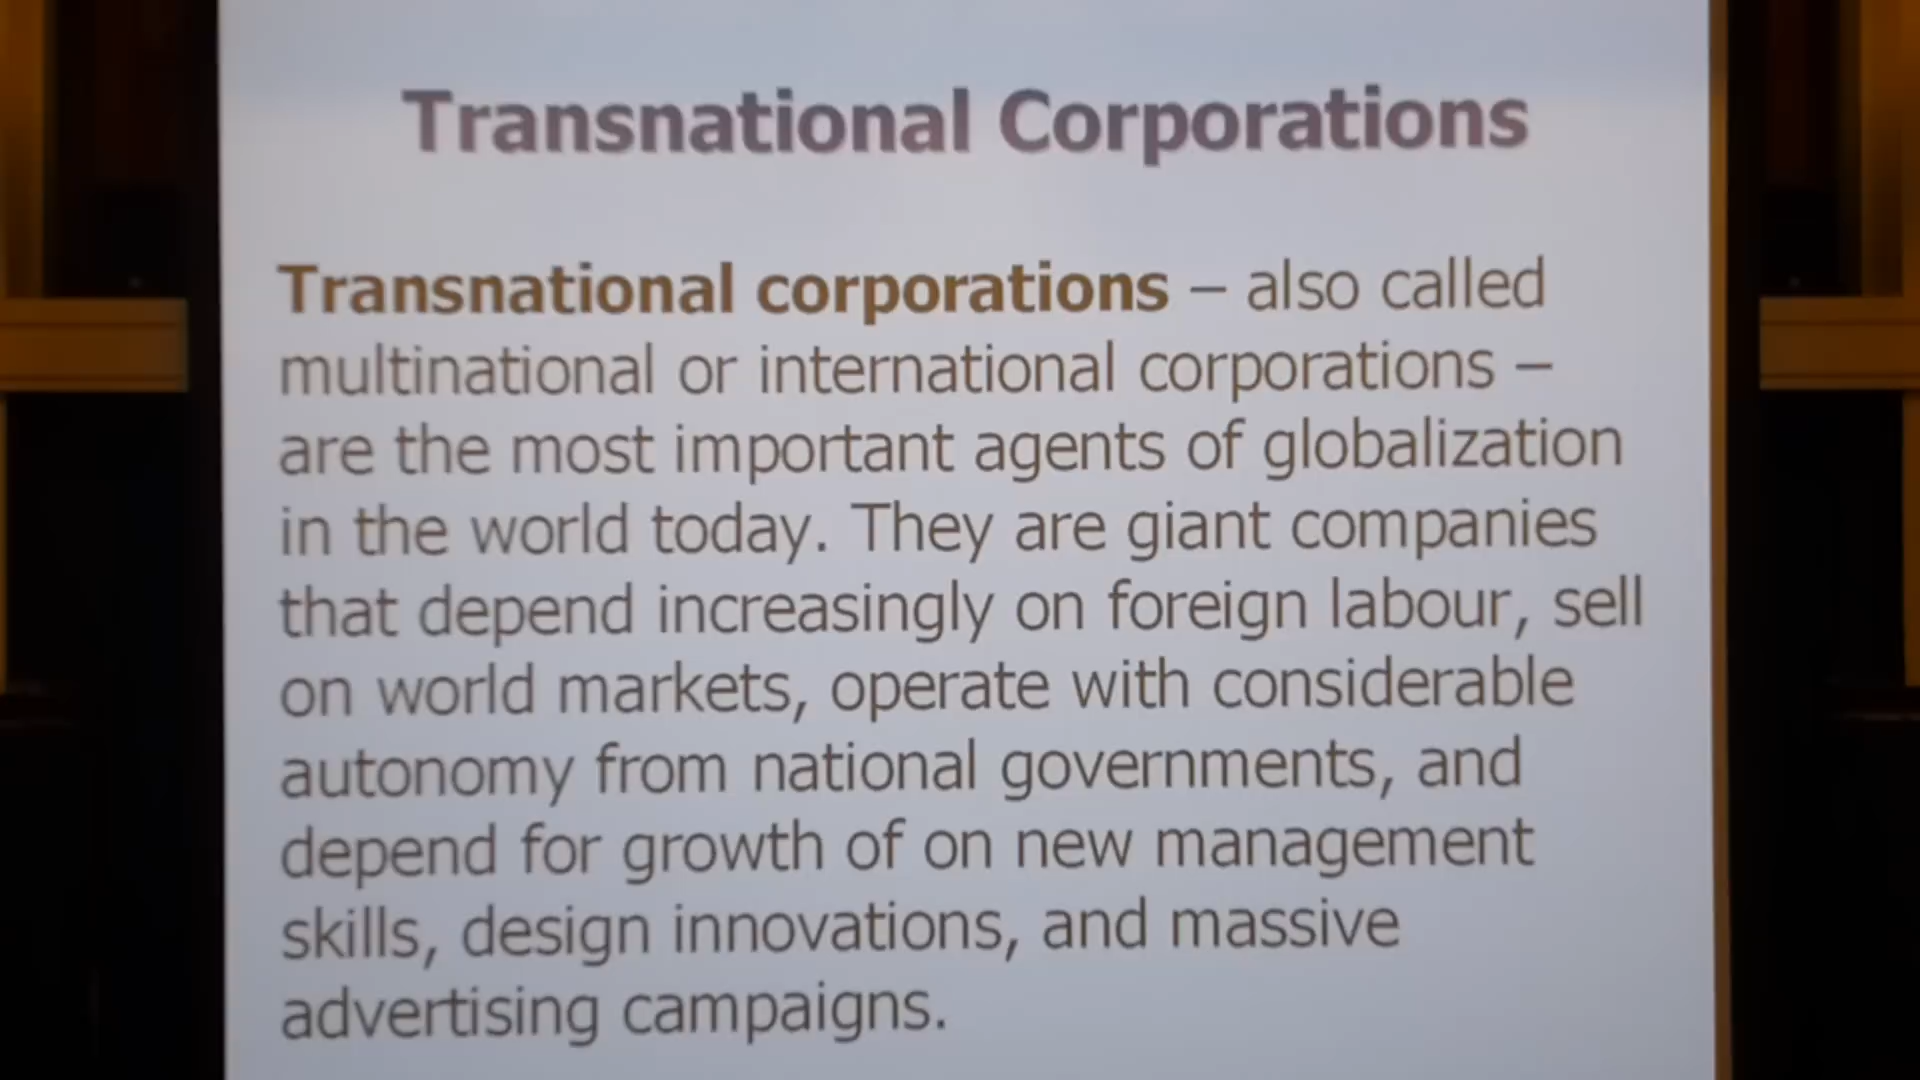 Transnational Corporations
Transnational corporations – also called
multinational or international corporations –
are the most important agents of globalization
in the world today. They are giant companies
that depend increasingly on foreign labour, sell
on world markets, operate with considerable
autonomy from national governments, and
depend for growth of on new management
skills, design innovations, and massive
advertising campaigns.